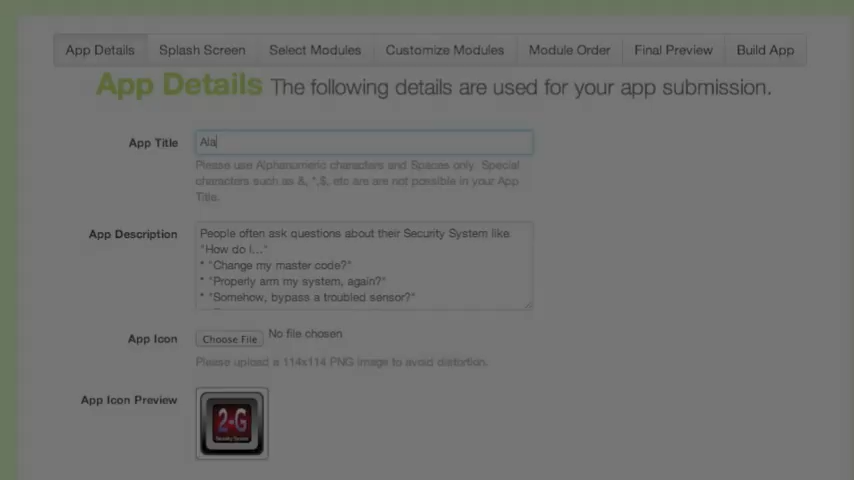 App Details Splash Screen Select Modules Customize Modules Module Order Final Preview Build App
App Details The following details are used for your app submission.
App Title Ala
Please use Alphanumeric characters and Spaces only. Special
characters such as &, *,$, etc are are not possible in your App
Title.
App Description People often ask questions about their Security System like
"How do I..."
* "Change my master code?"
* "Properly arm my system, again?"
* "Somehow, bypass a troubled sensor?"
App Icon Choose File No file chosen
Please upload a 114x114 PNG image to avoid distortion.
App Icon Preview
2-G
Security System